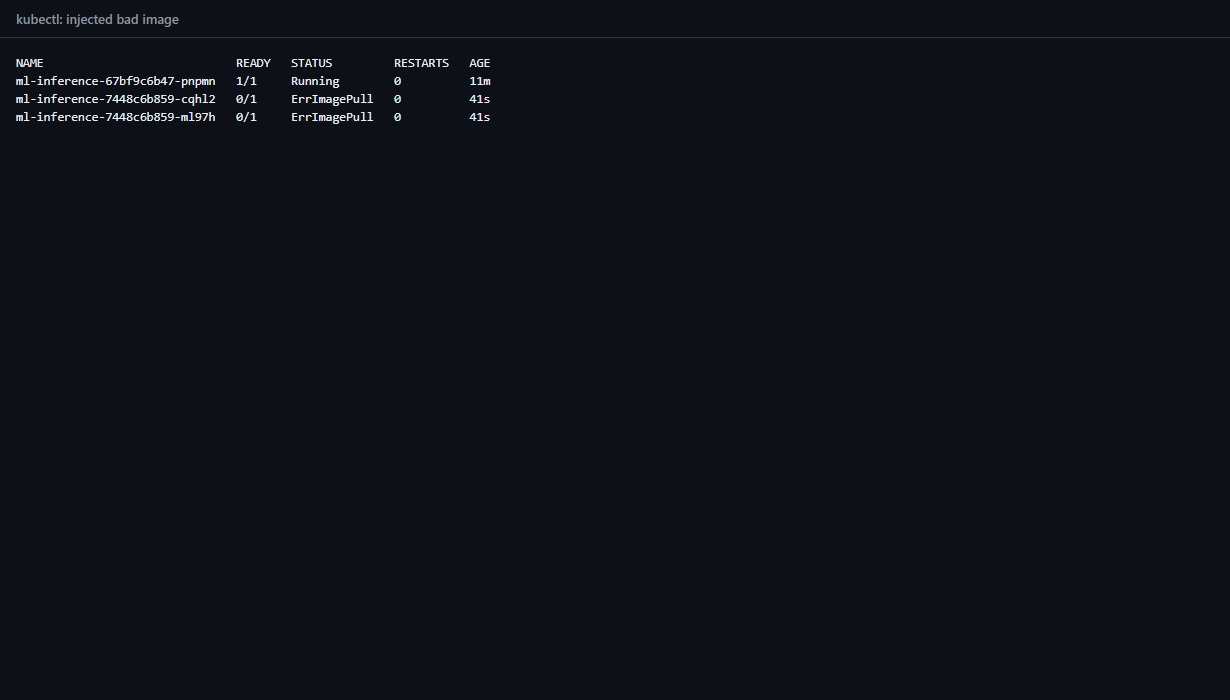 kubectl: injected bad image
NAME READY STATUS RESTARTS AGE
ml-inference-67bf9c6b47-pnpmn 1/1 Running 0 11m
ml-inference-7448c6b859-cqhl2 0/1 ErrImagePull 0 41s
ml-inference-7448c6b859-ml97h 0/1 ErrImagePull 0 41s